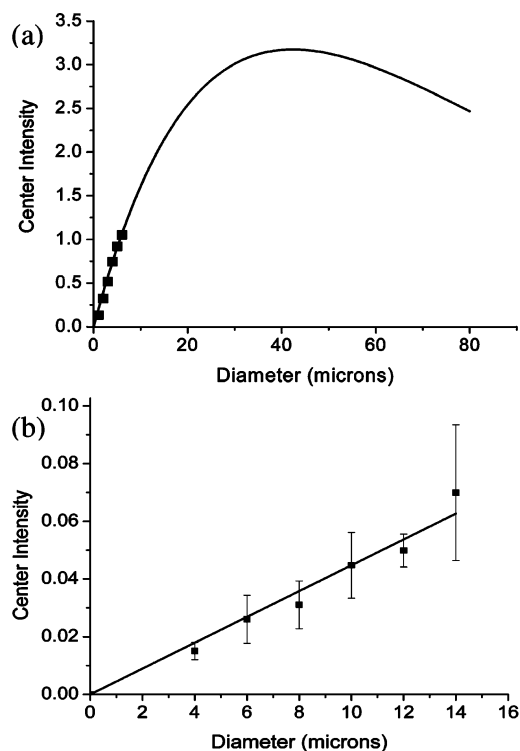 (a)
3.5
3.0
2.5
2.0
1.5
1.0
0.5
0.0
Center Intensity
0 20 40 60 80
Diameter (microns)
(b)
0.10
0.08
0.06
0.04
0.02
0.00
Center Intensity
0 2 4 6 8 10 12 14 16
Diameter (microns)